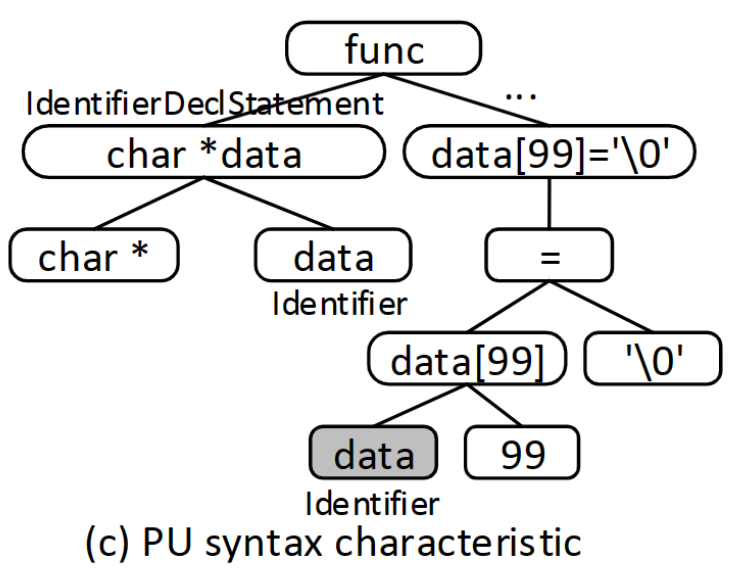 func
IdentifierDeclStatement
...
char *data
data[99]='\0'
char *
data
=
Identifier
data[99]
'\0'
data
99
Identifier
(c) PU syntax characteristic